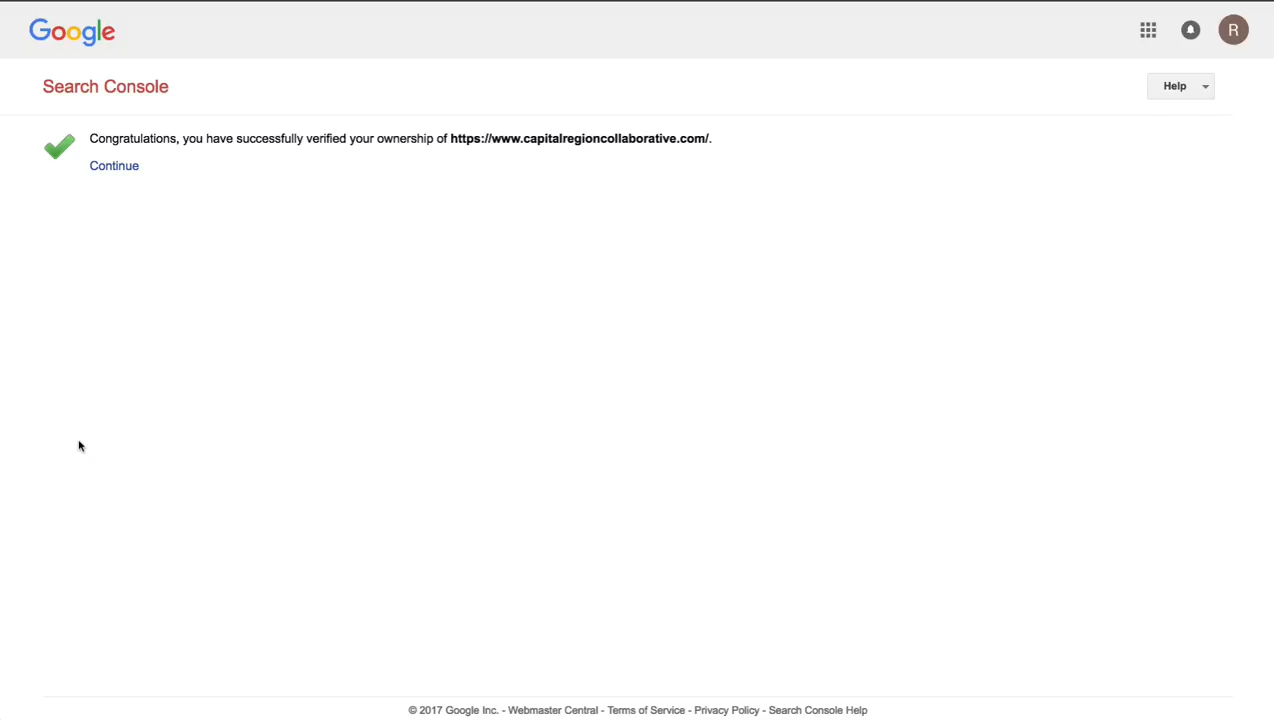 Google
R
Search Console
Help
Congratulations, you have successfully verified your ownership of https://www.capitalregioncollaborative.com/.
Continue
© 2017 Google Inc. - Webmaster Central - Terms of Service - Privacy Policy - Search Console Help